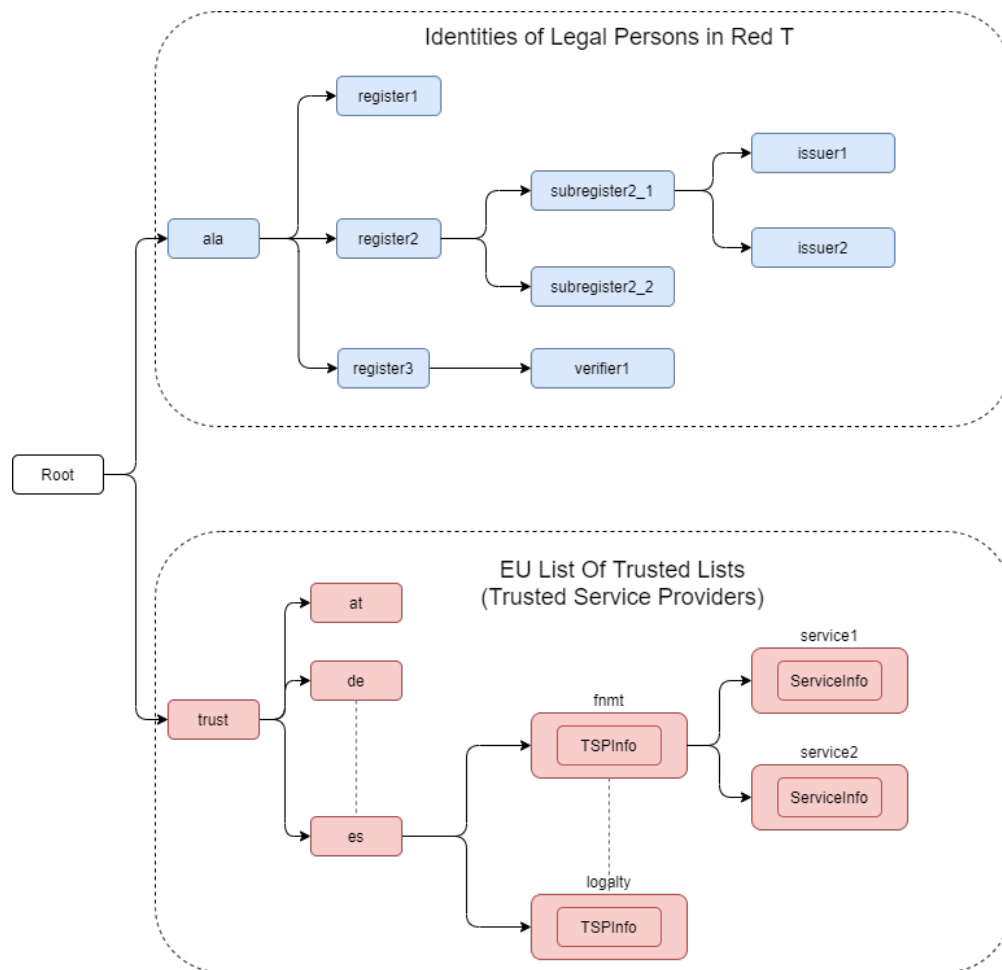 Identities of Legal Persons in Red T
register1
issuer1
subregister2_1
ala
register2
issuer2
subregister2_2
register3
verifier1
Root
EU List Of Trusted Lists
(Trusted Service Providers)
at
service1
de
ServiceInfo
fnmt
trust
TSPInfo
service2
ServiceInfo
es
logalty
TSPInfo